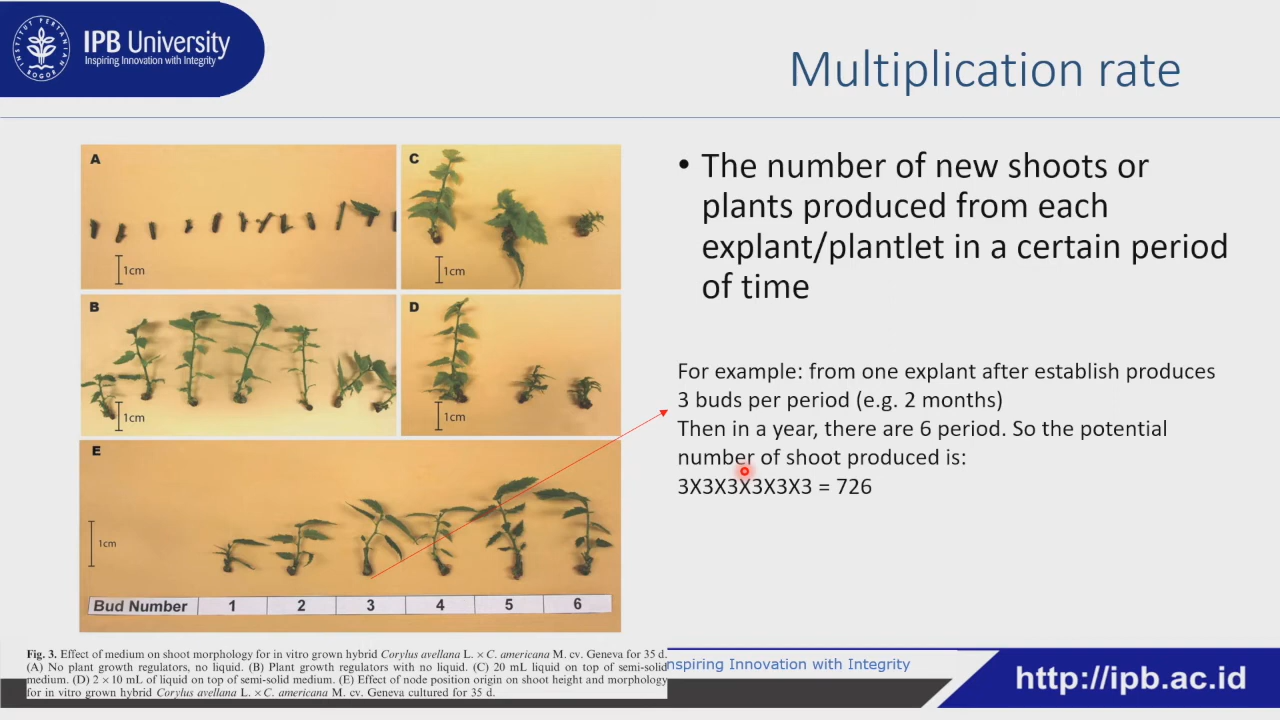 INSTITUT PERTANIAN BOGOR
IPB University
Inspiring Innovation with Integrity
Multiplication rate
• The number of new shoots or
plants produced from each
explant/plantlet in a certain period
of time
For example: from one explant after establish produces
3 buds per period (e.g. 2 months)
Then in a year, there are 6 period. So the potential
number of shoot produced is:
3X3X3X3X3X3 = 726
A
1cm
C
1cm
B
1cm
D
1cm
E
1cm
Bud Number 1 2 3 4 5 6
Fig. 3. Effect of medium on shoot morphology for in vitro grown hybrid Corylus avellana L. × C. americana M. cv. Geneva for 35 d.
(A) No plant growth regulators, no liquid. (B) Plant growth regulators with no liquid. (C) 20 mL liquid on top of semi-solid
medium. (D) 2 × 10 mL of liquid on top of semi-solid medium. (E) Effect of node position origin on shoot height and morphology
for in vitro grown hybrid Corylus avellana L. × C. americana M. cv. Geneva cultured for 35 d.
nspiring Innovation with Integrity
http://ipb.ac.id